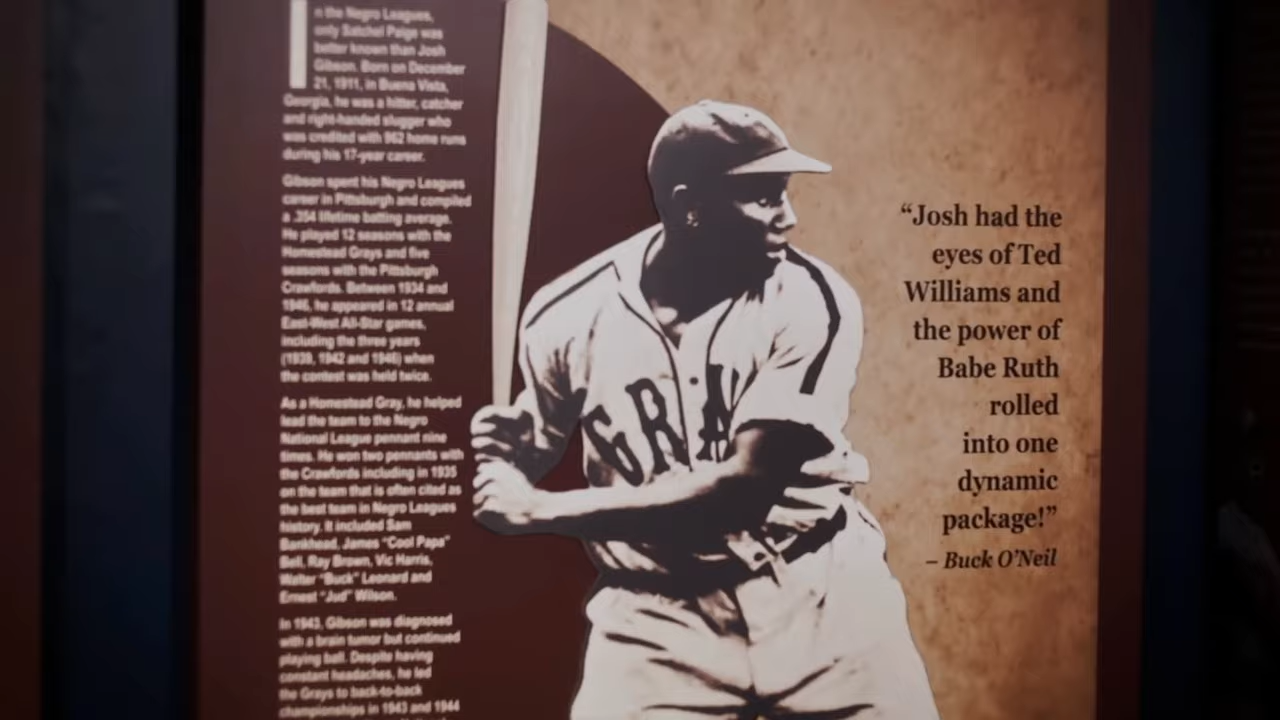 In the Negro Leagues,
only Satchel Paige was
better known than Josh
Gibson. Born on December
21, 1911, in Buena Vista,
Georgia, he was a hitter, catcher
and right-handed slugger who
was credited with 962 home runs
during his 17-year career.
Gibson spent his Negro Leagues
career in Pittsburgh and compiled
a .354 lifetime batting average.
He played 12 seasons with the
Homestead Grays and five
seasons with the Pittsburgh
Crawfords. Between 1934 and
1946, he appeared in 12 annual
East-West All-Star games,
including the three years
(1939, 1942 and 1946) when
the contest was held twice.
As a Homestead Gray, he helped
lead the team to the Negro
National League pennant nine
times. He won two pennants with
the Crawfords including in 1935
on the team that is often cited as
the best team in Negro Leagues
history. It included Sam
Bankhead, James "Cool Papa"
Bell, Ray Brown, Vic Harris,
Walter "Buck" Leonard and
Ernest "Jud" Wilson.
In 1943, Gibson was diagnosed
with a brain tumor but continued
playing ball. Despite having
constant headaches, he led
the Grays to back-to-back
championships in 1943 and 1944
GRA
“Josh had the
eyes of Ted
Williams and
the power of
Babe Ruth
rolled
into one
dynamic
package!”
– Buck O’Neil